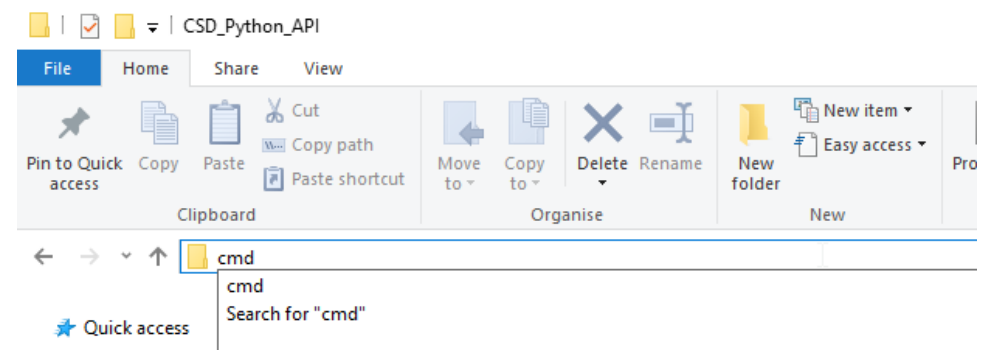 CSD_Python_API
File Home Share View
Pin to Quick access
Copy
Paste
Cut
Copy path
Paste shortcut
Clipboard
Move to
Copy to
Delete
Rename
Organise
New folder
New item
Easy access
New
Pro
cmd
cmd
Search for "cmd"
Quick access